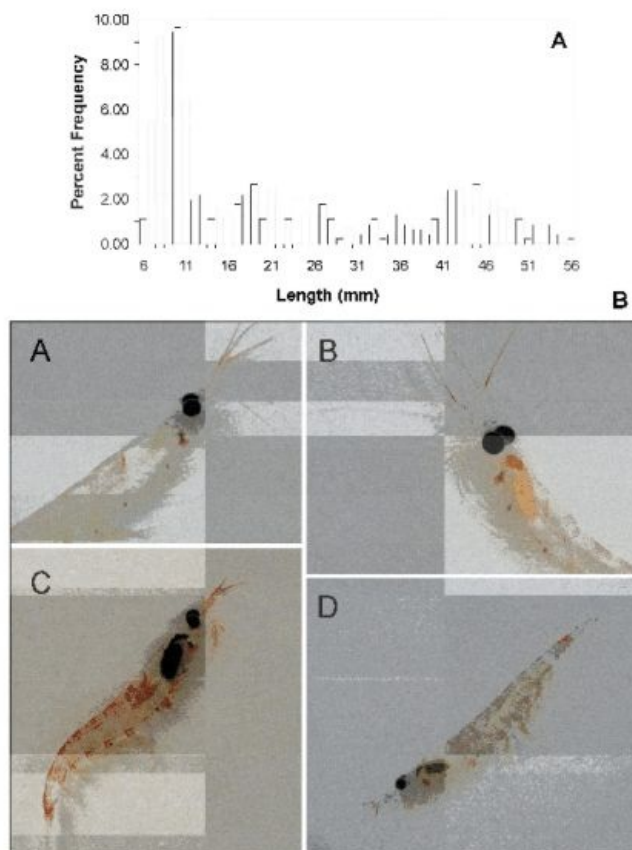 10.00
A
8.00
Percent Frequency
6.00
4.00
2.00
0.00
6 11 16 21 26 31 36 41 46 51 56
Length (mm)
B
A
B
C
D